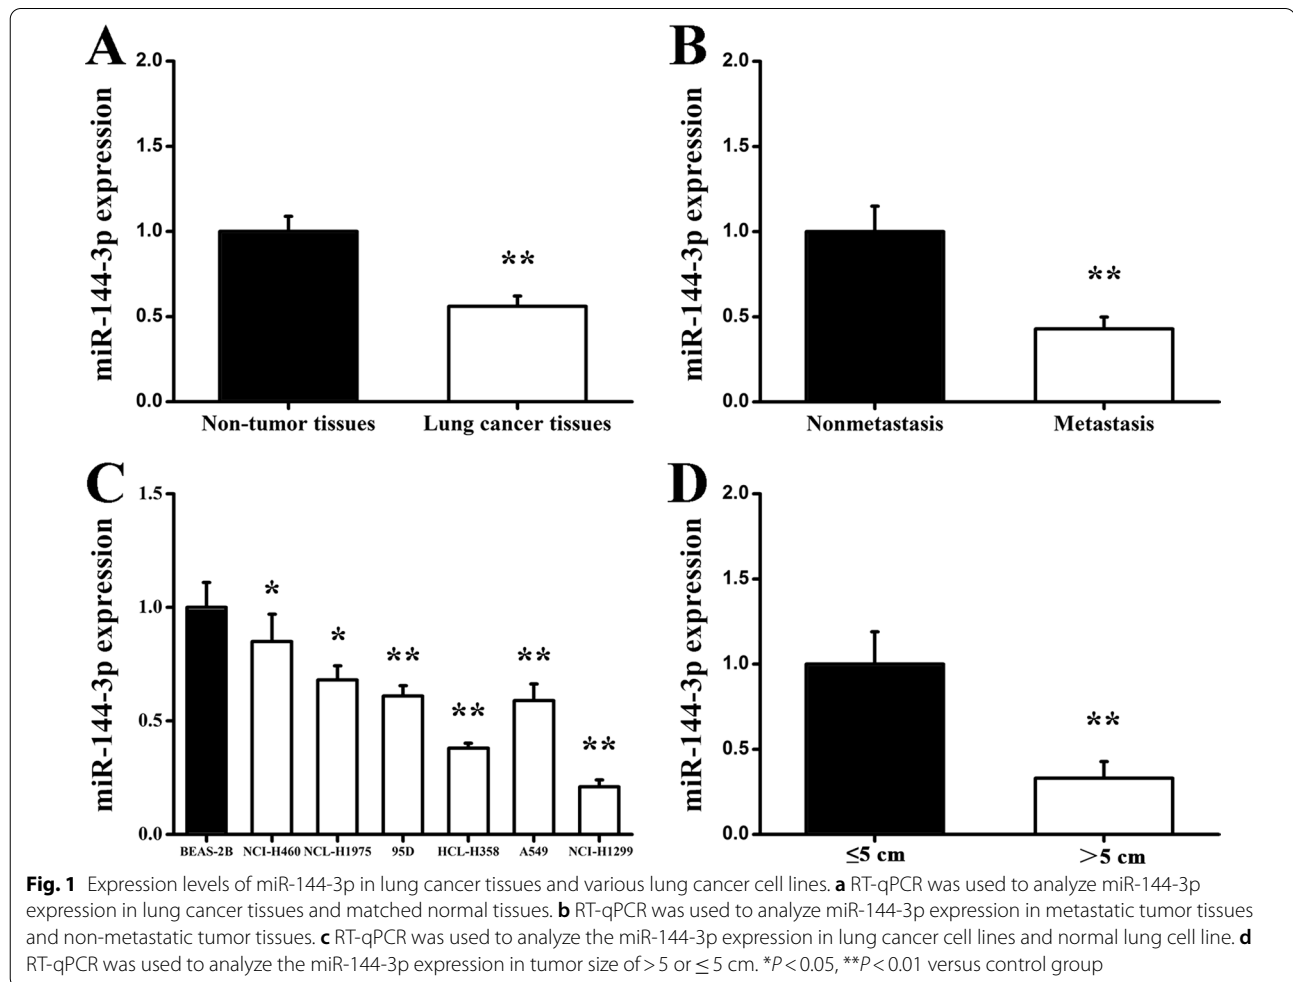 A
miR-144-3p expression
2.0
1.5
1.0
0.5
0.0
**
Non-tumor tissues Lung cancer tissues
B
miR-144-3p expression
2.0
1.5
1.0
0.5
0.0
**
Nonmetastasis Metastasis
C
miR-144-3p expression
1.5
1.0
0.5
0.0
* * ** ** ** **
BEAS-2B NCI-H460 NCL-H1975 95D HCL-H358 A549 NCI-H1299
D
miR-144-3p expression
2.0
1.5
1.0
0.5
0.0
**
≤5 cm >5 cm
Fig. 1 Expression levels of miR-144-3p in lung cancer tissues and various lung cancer cell lines. a RT-qPCR was used to analyze miR-144-3p
expression in lung cancer tissues and matched normal tissues. b RT-qPCR was used to analyze miR-144-3p expression in metastatic tumor tissues
and non-metastatic tumor tissues. c RT-qPCR was used to analyze the miR-144-3p expression in lung cancer cell lines and normal lung cell line. d
RT-qPCR was used to analyze the miR-144-3p expression in tumor size of > 5 or ≤ 5 cm. *P < 0.05, **P < 0.01 versus control group